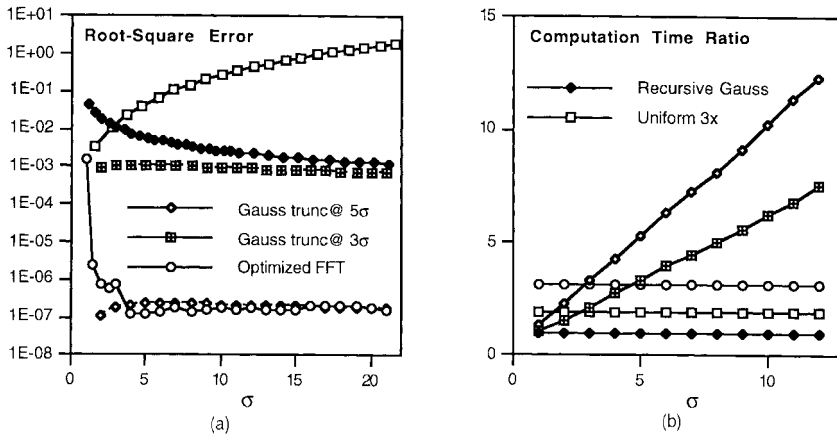 Root-Square Error
1E+01
1E+00
1E-01
1E-02
1E-03
1E-04
1E-05
1E-06
1E-07
1E-08
Gauss trunc@ 5σ
Gauss trunc@ 3σ
Optimized FFT
0
5
10
15
20
σ
(a)
Computation Time Ratio
15
10
5
0
Recursive Gauss
Uniform 3x
0
5
10
σ
(b)